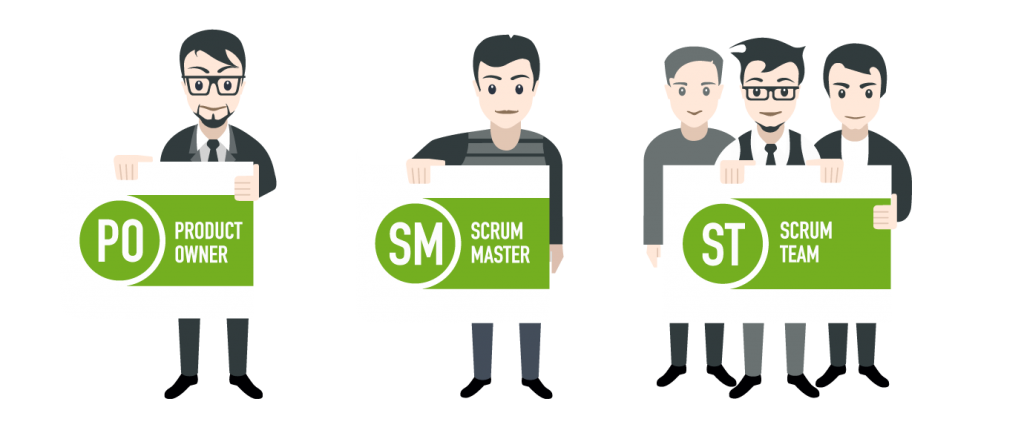 PO
PRODUCT
OWNER
SM
SCRUM
MASTER
ST
SCRUM
TEAM